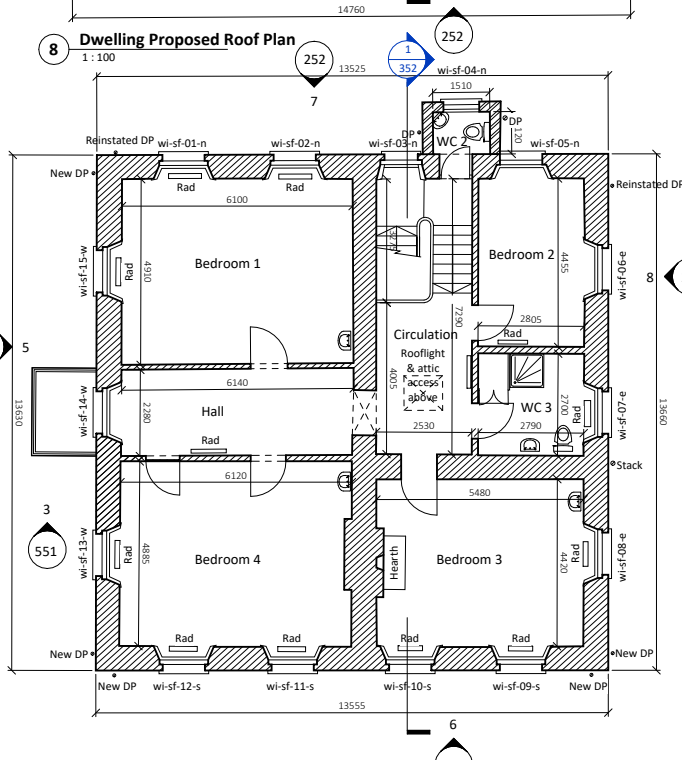 14760
8 Dwelling Proposed Roof Plan
1 : 100
252
252
1
352
wi-sf-04-n
13525
7
1510
DP
DP
120
Reinstated DP
wi-sf-01-n
wi-sf-02-n
wi-sf-03-n
WC 2
wi-sf-05-n
New DP
Rad
Rad
Reinstated DP
6100
wi-sf-15-w
Rad
4910
Bedroom 1
Bedroom 2
4455
wi-sf-06-e
8
2805
Rad
5
Circulation
7290
Rooflight
& attic
access
above
4005
13630
13660
wi-sf-14-w
6140
2280
Hall
Rad
2530
WC 3
2700
2790
Rad
wi-sf-07-e
Stack
6120
5480
3
551
wi-sf-13-w
Rad
4885
Bedroom 4
Hearth
Bedroom 3
4420
Rad
wi-sf-08-e
Rad
Rad
Rad
Rad
New DP
New DP
New DP
wi-sf-12-s
wi-sf-11-s
wi-sf-10-s
wi-sf-09-s
New DP
13555
6